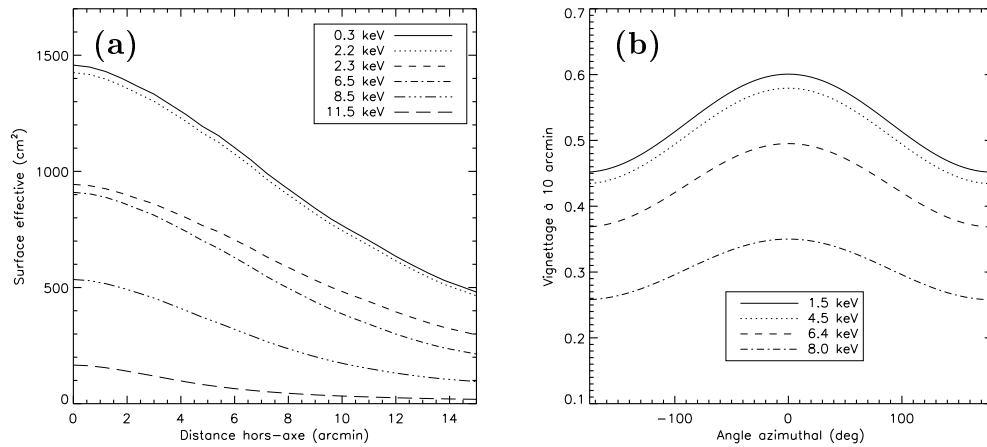 (a)
0.3 keV
2.2 keV
2.3 keV
6.5 keV
8.5 keV
11.5 keV
1500
1000
500
0
Surface effective (cm²)
0 2 4 6 8 10 12 14
Distance hors-axe (arcmin)
(b)
0.7
0.6
0.5
0.4
0.3
0.2
0.1
Vignettage à 10 arcmin
1.5 keV
4.5 keV
6.4 keV
8.0 keV
-100 0 100
Angle azimuthal (deg)